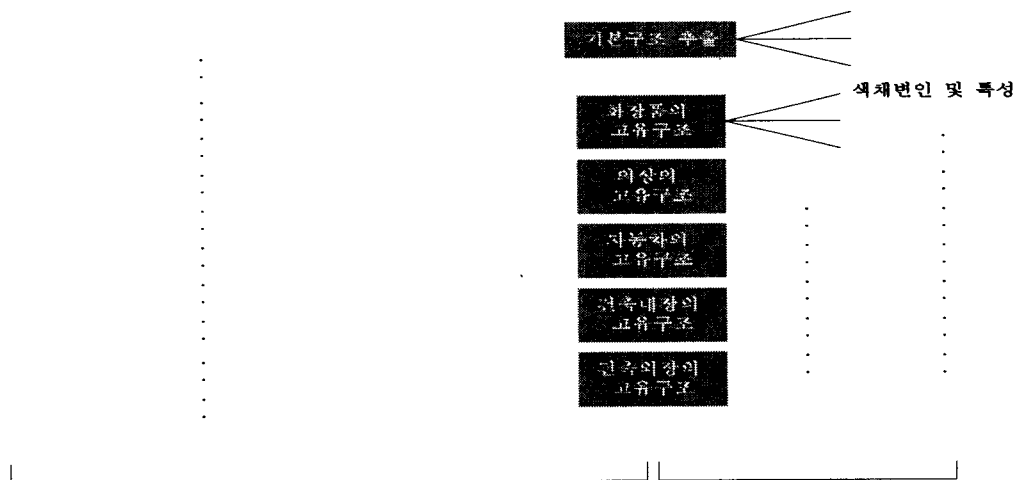 기본구조 추출
색채변인 및 특성
화장품의
고유구조
의상의
고유구조
자동차의
고유구조
건축내장의
고유구조
건축외장의
고유구조